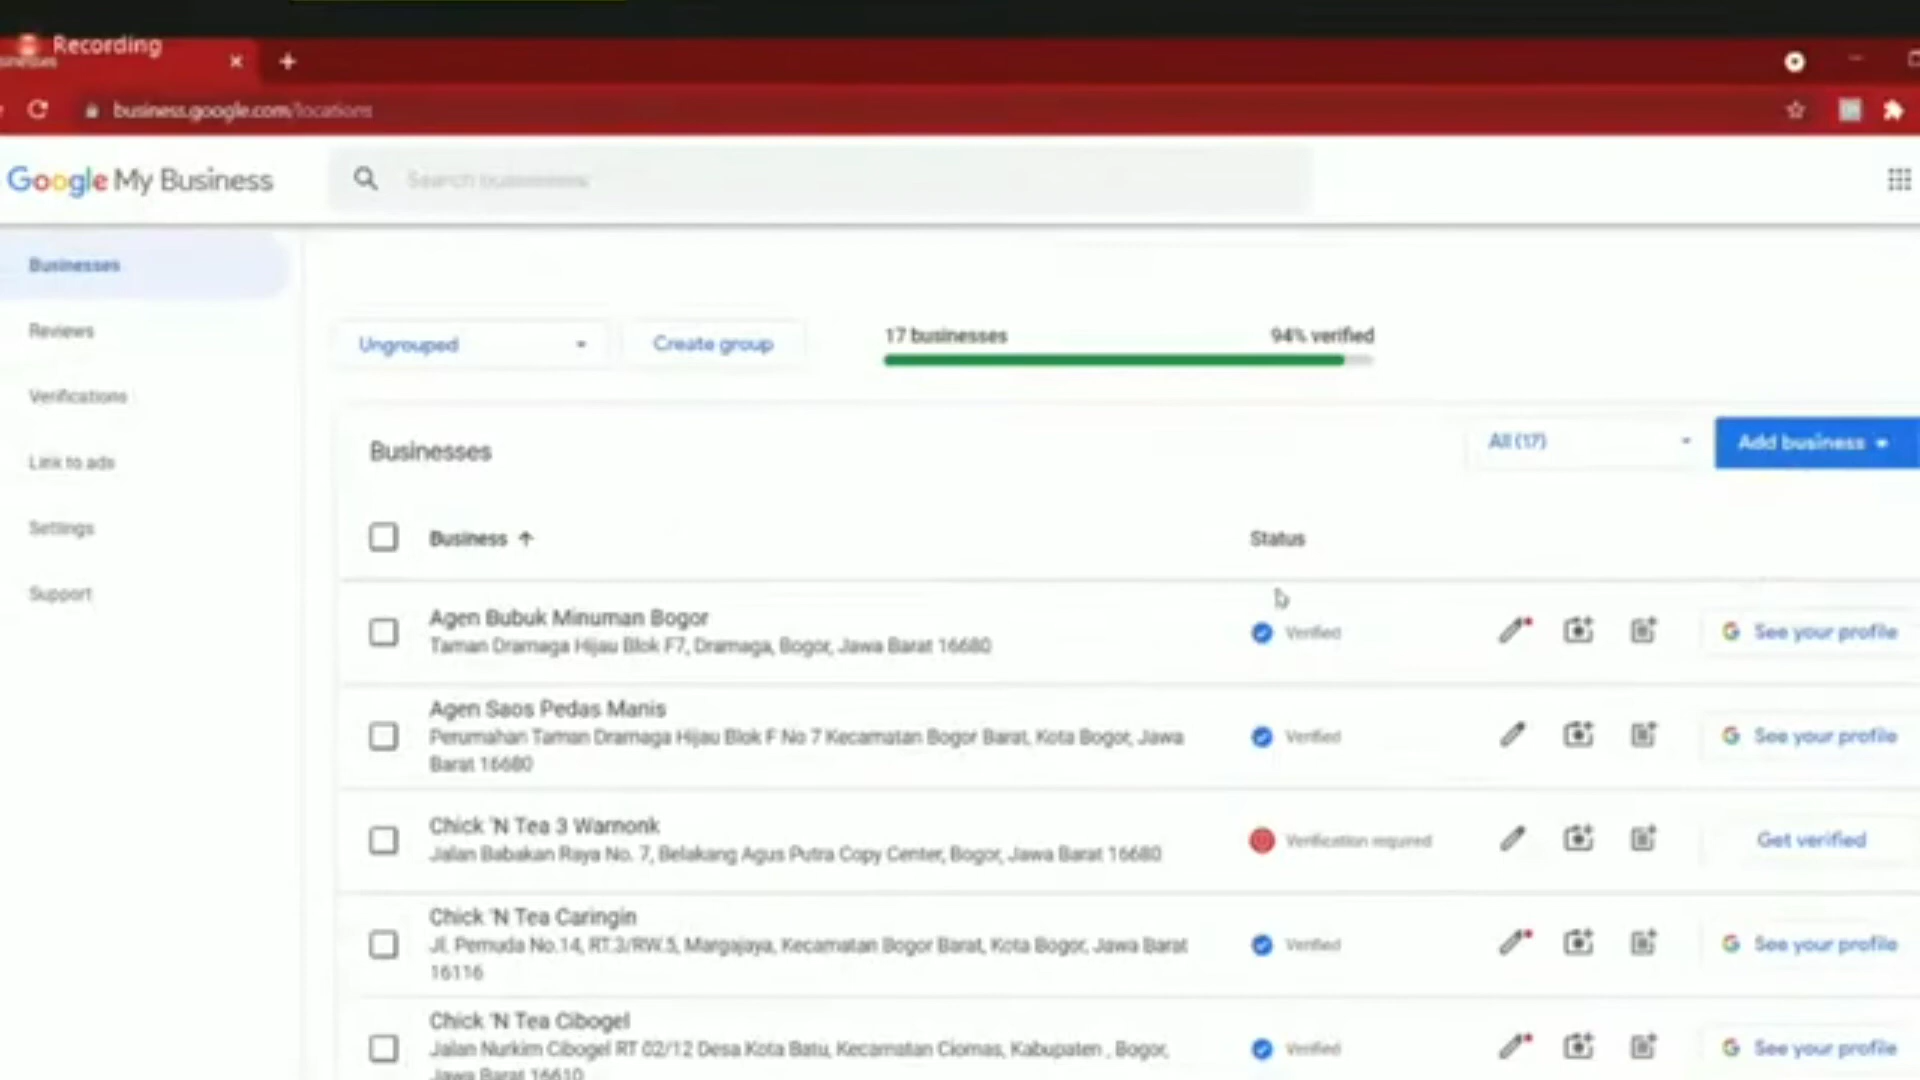 Recording
business.google.com/locations
Google My Business
Search businesses
Businesses
Reviews
Verifications
Link to ads
Settings
Support
Ungrouped
Create group
17 businesses
94% verified
Businesses
All (17)
Add business
Business
Status
Agen Bubuk Minuman Bogor
Taman Dramaga Hijau Blok F7, Dramaga, Bogor, Jawa Barat 16680
Verified
See your profile
Agen Saos Pedas Manis
Perumahan Taman Dramaga Hijau Blok F No 7 Kecamatan Bogor Barat, Kota Bogor, Jawa
Barat 16680
Verified
See your profile
Chick 'N Tea 3 Warnonk
Jalan Babakan Raya No. 7, Belakang Agus Putra Copy Center, Bogor, Jawa Barat 16680
Verification required
Get verified
Chick 'N Tea Caringin
Jl. Pemuda No.14, RT.3/RW.5, Margajaya, Kecamatan Bogor Barat, Kota Bogor, Jawa Barat
16116
Verified
See your profile
Chick 'N Tea Cibogel
Jalan Nurkim Cibogel RT 02/12 Desa Kota Batu, Kecamatan Ciomas, Kabupaten , Bogor,
Jawa Barat 16610
Verified
See your profile